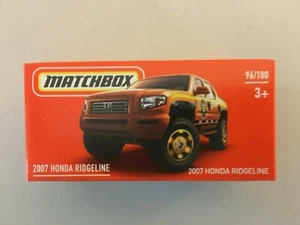 MATCHBOX
96/100
3+
2007 HONDA RIDGELINE
2007 HONDA RIDGELINE